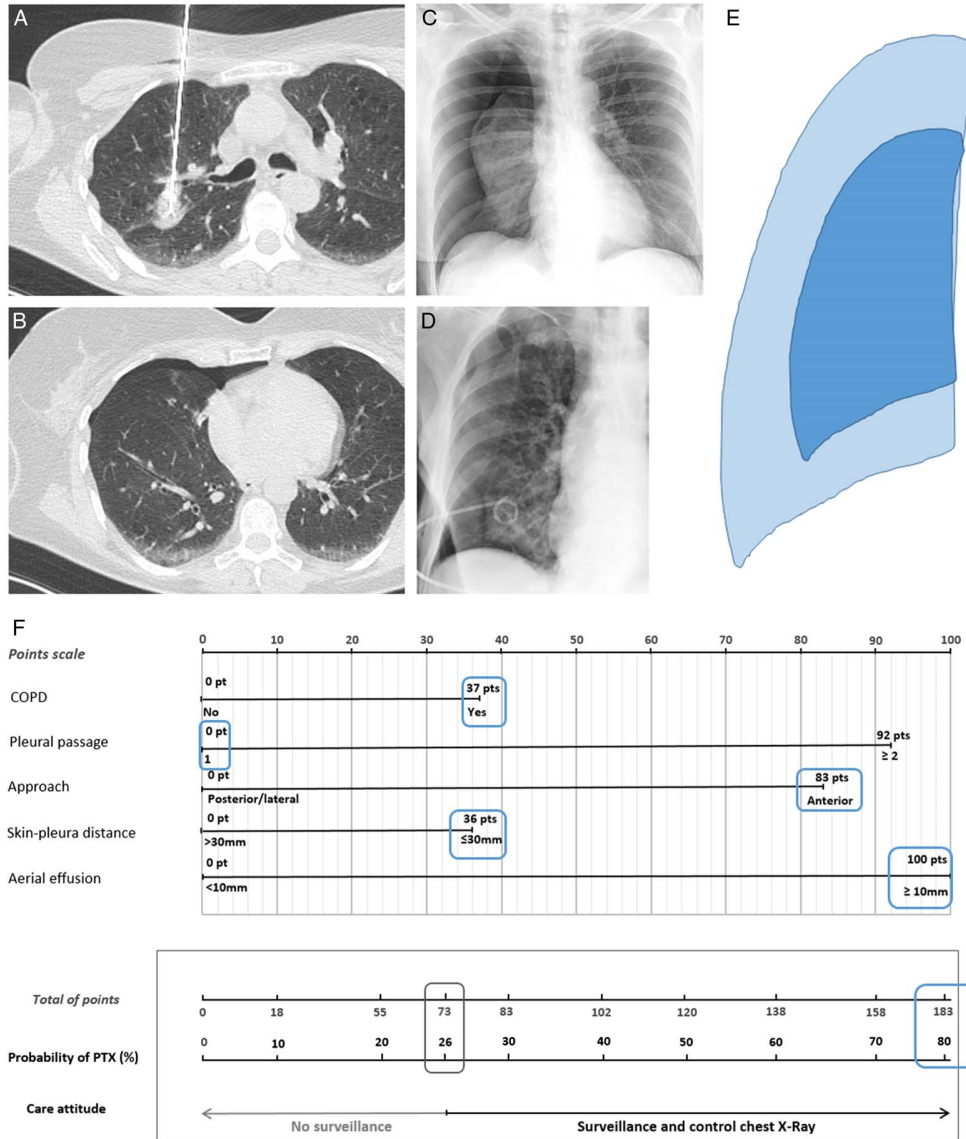 A
B
C
D
E
F
0 10 20 30 40 50 60 70 80 90 100
Points scale
COPD
0 pt
No
37 pts
Yes
Pleural passage
0 pt
1
92 pts
≥ 2
Approach
0 pt
Posterior/lateral
83 pts
Anterior
Skin-pleura distance
0 pt
>30mm
36 pts
≤30mm
Aerial effusion
0 pt
<10mm
100 pts
≥ 10mm
Total of points
0 18 55 73 83 102 120 138 158 183
Probability of PTX (%)
0 10 20 26 30 40 50 60 70 80
Care attitude
No surveillance
Surveillance and control chest X-Ray